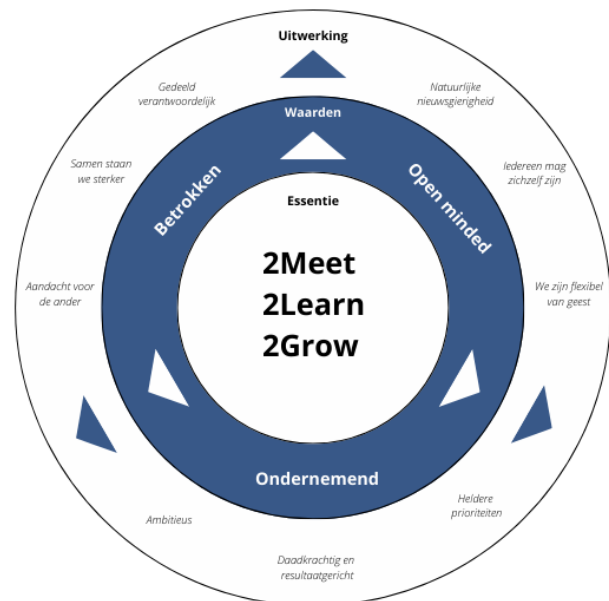 Uitwerking
Gedeeld
verantwoordelijk
Natuurlijke
nieuwsgierigheid
Waarden
Samen staan
we sterker
Betrokken
Open minded
Iedereen mag
zichzelf zijn
Essentie
2Meet
2Learn
2Grow
Aandacht voor
de ander
We zijn flexibel
van geest
Ondernemend
Ambitieus
Heldere
prioriteiten
Daadkrachtig en
resultaatgericht